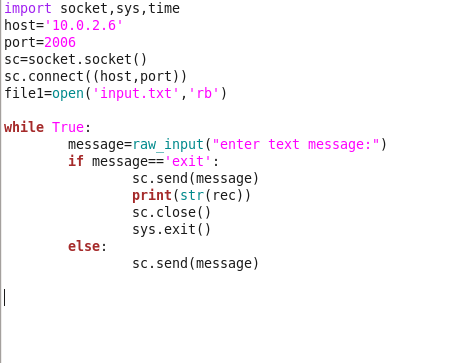 import socket,sys,time
host='10.0.2.6'
port=2006
sc=socket.socket()
sc.connect((host,port))
file1=open('input.txt','rb')

while True:
        message=raw_input("enter text message:")
        if message=='exit':
                sc.send(message)
                print(str(rec))
                sc.close()
                sys.exit()
        else:
                sc.send(message)